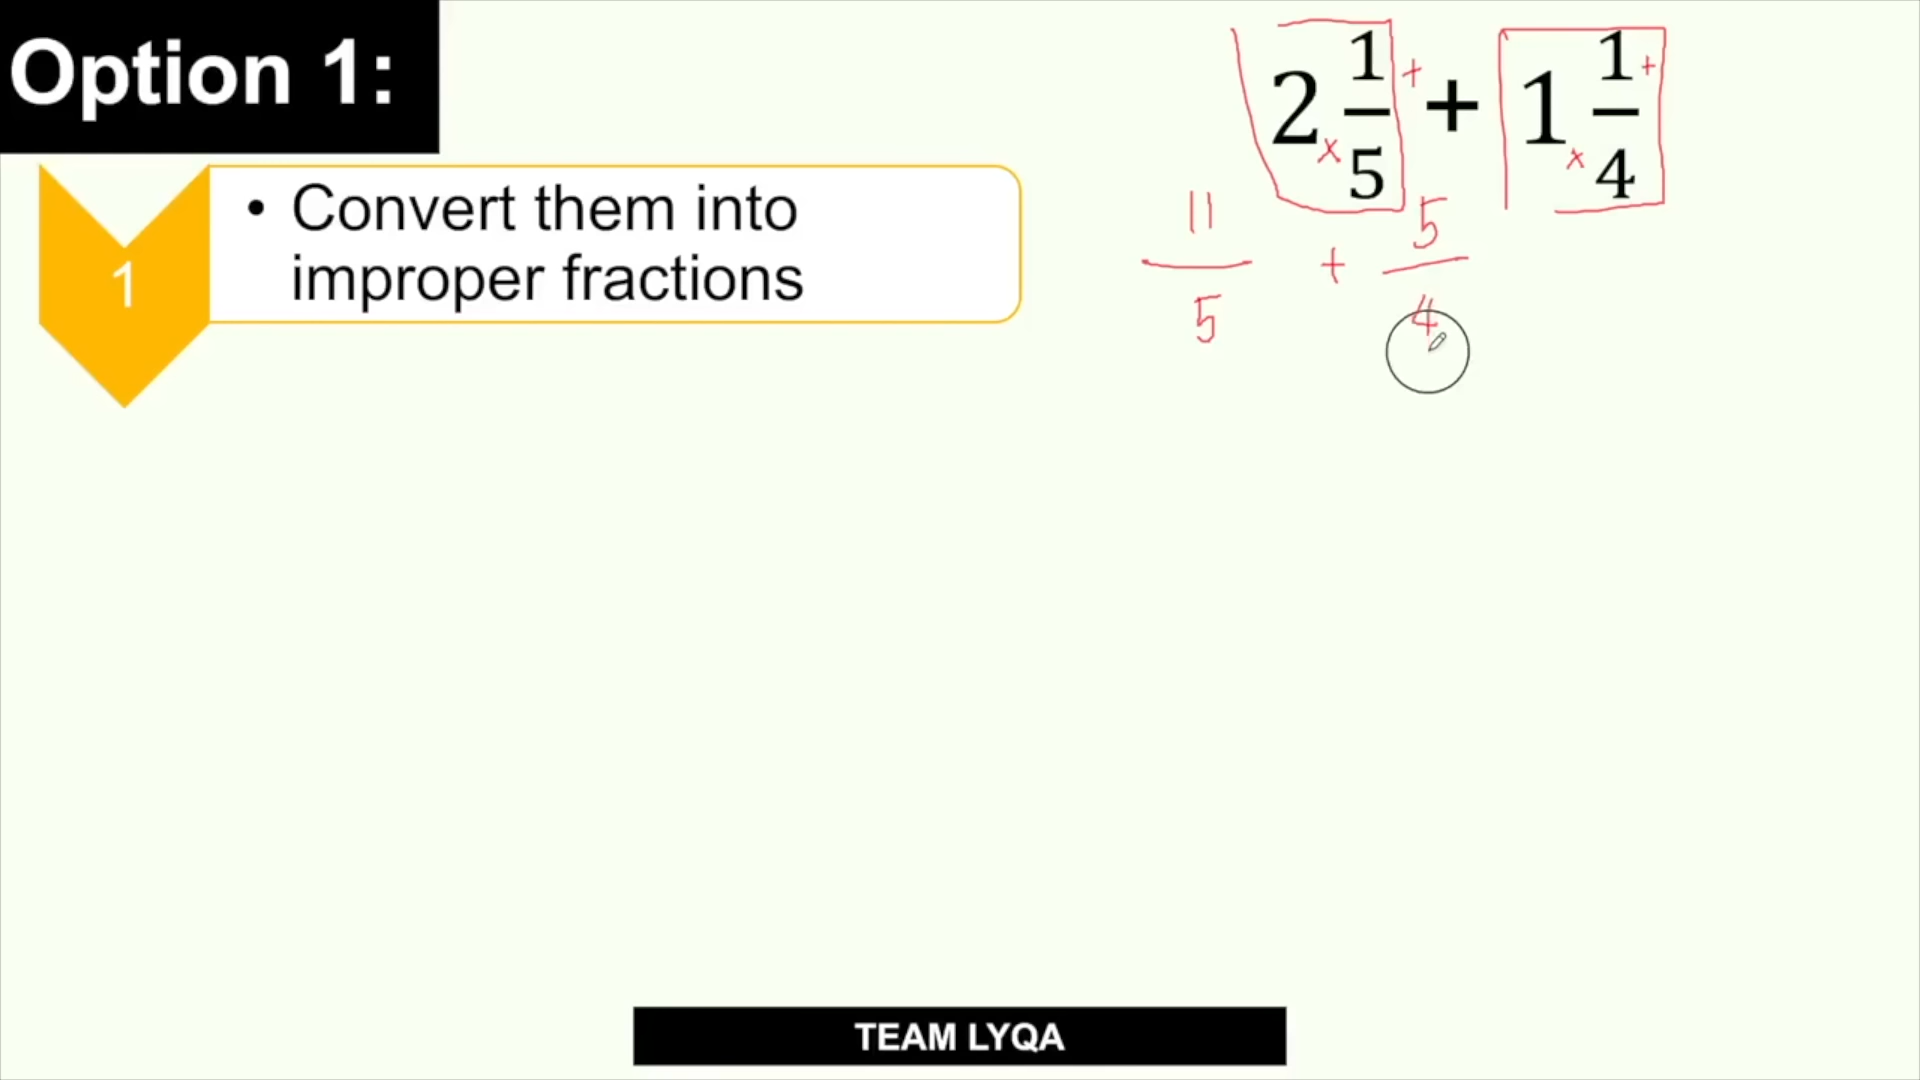 Option 1:
2 1/5 + + 1 1/4 +
× ×
1
• Convert them into
improper fractions
11/5 + 5/4
TEAM LYQA